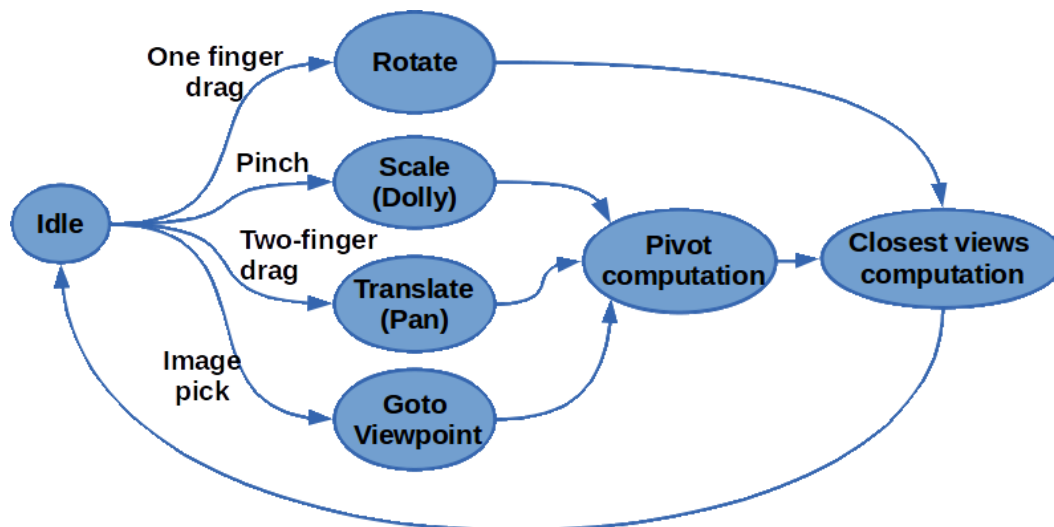 One finger
drag
Rotate
Pinch
Scale
(Dolly)
Idle
Two-finger
drag
Translate
(Pan)
Pivot
computation
Closest views
computation
Image
pick
Goto
Viewpoint